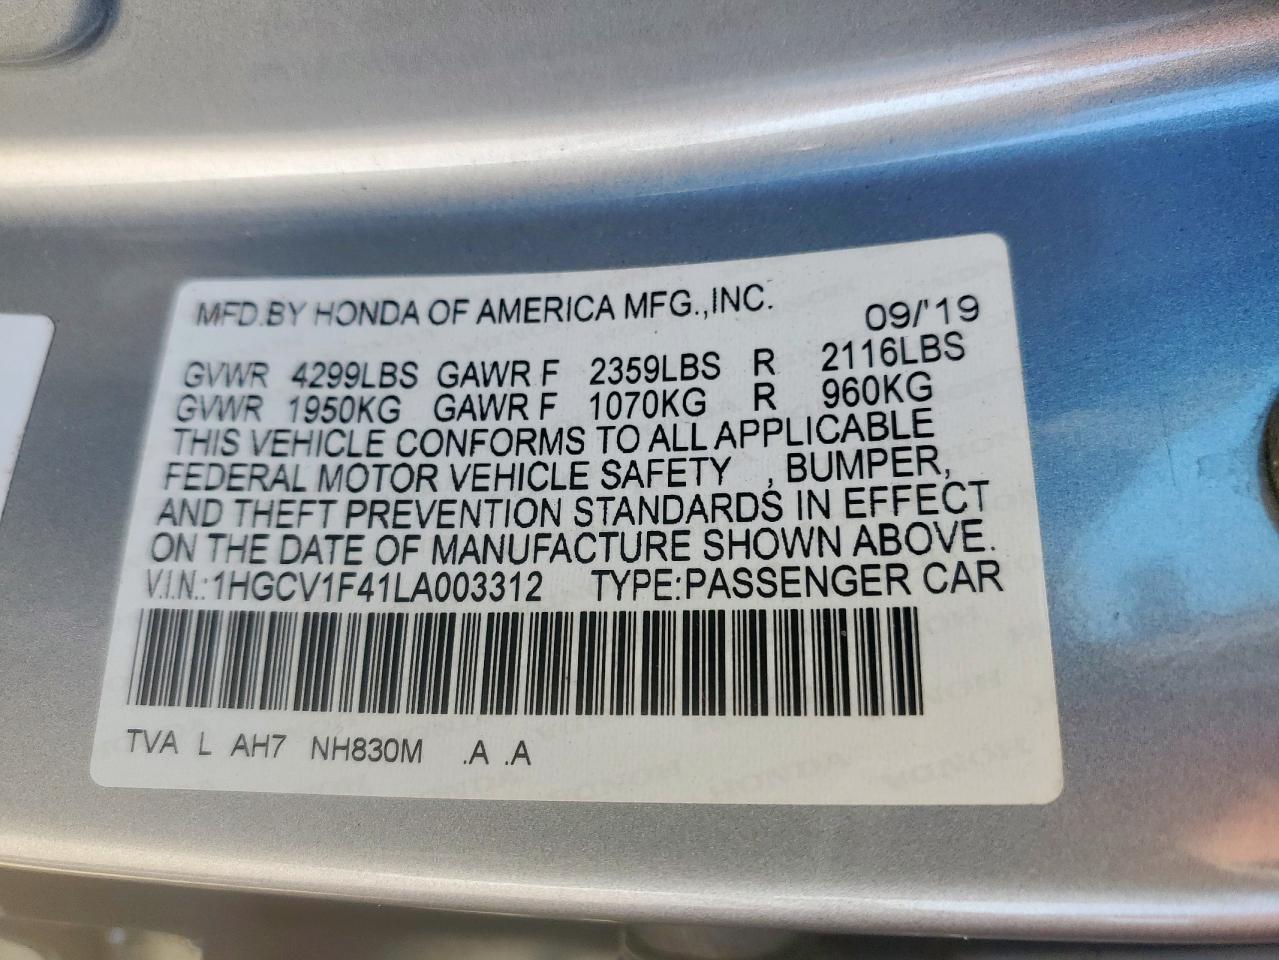 MFD.BY HONDA OF AMERICA MFG.,INC. 09/'19
GVWR 4299LBS GAWR F 2359LBS R 2116LBS
GVWR 1950KG GAWR F 1070KG R 960KG
THIS VEHICLE CONFORMS TO ALL APPLICABLE
FEDERAL MOTOR VEHICLE SAFETY , BUMPER,
AND THEFT PREVENTION STANDARDS IN EFFECT
ON THE DATE OF MANUFACTURE SHOWN ABOVE.
V.I.N.:1HGCV1F41LA003312 TYPE:PASSENGER CAR
TVA L AH7 NH830M .A .A